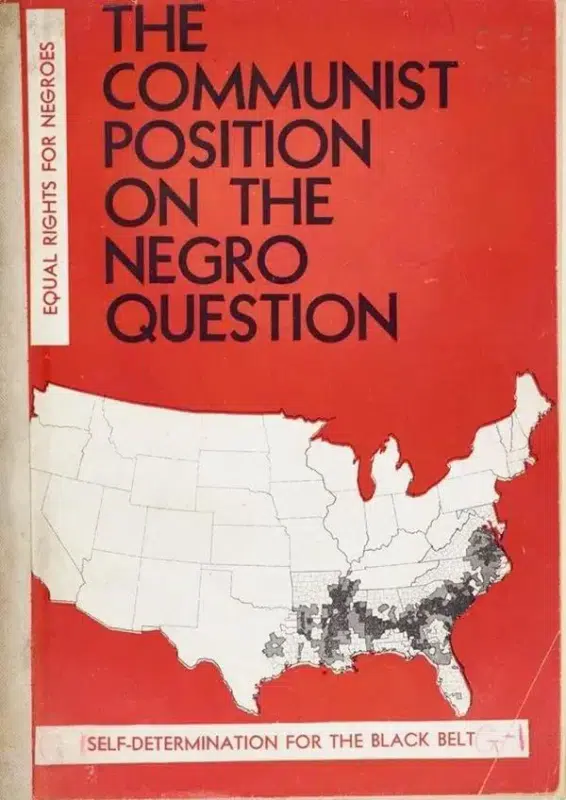 THE
COMMUNIST
POSITION
ON THE
NEGRO
QUESTION
EQUAL RIGHTS FOR NEGROES
SELF-DETERMINATION FOR THE BLACK BELT